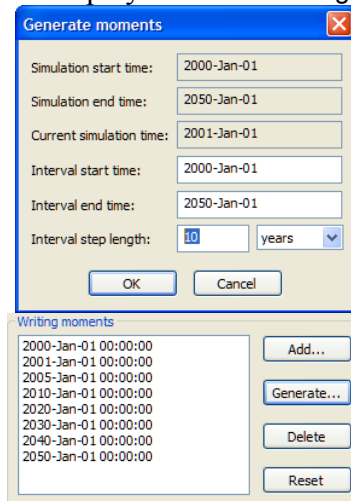 Generate moments
Simulation start time: 2000-Jan-01
Simulation end time: 2050-Jan-01
Current simulation time: 2001-Jan-01
Interval start time: 2000-Jan-01
Interval end time: 2050-Jan-01
Interval step length: 10 years
OK Cancel
Writing moments
2000-Jan-01 00:00:00
2001-Jan-01 00:00:00
2005-Jan-01 00:00:00
2010-Jan-01 00:00:00
2020-Jan-01 00:00:00
2030-Jan-01 00:00:00
2040-Jan-01 00:00:00
2050-Jan-01 00:00:00
Add...
Generate...
Delete
Reset